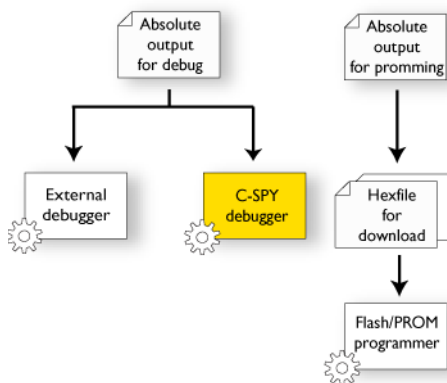 Absolute
output
for debug
Absolute
output
for promming
External
debugger
C-SPY
debugger
Hexfile
for
download
Flash/PROM
programmer